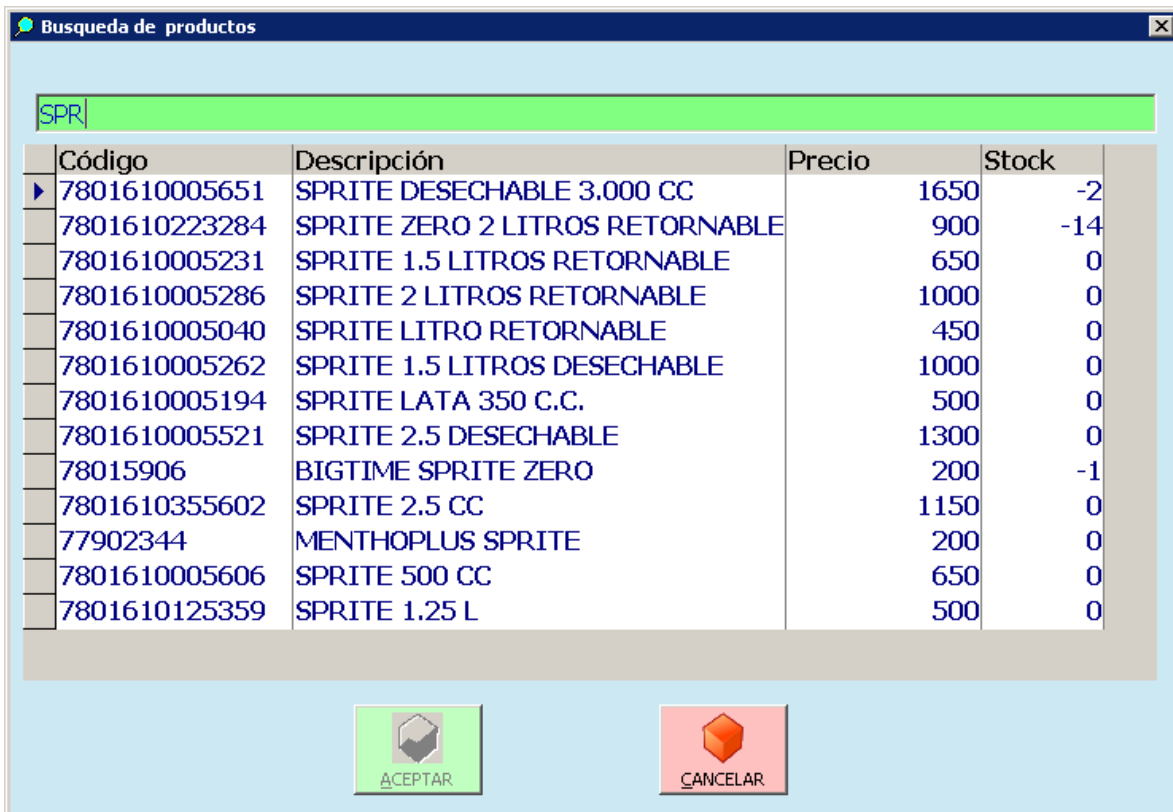 Busqueda de productos
SPR
Código Descripción Precio Stock
7801610005651 SPRITE DESECHABLE 3.000 CC 1650 -2
7801610223284 SPRITE ZERO 2 LITROS RETORNABLE 900 -14
7801610005231 SPRITE 1.5 LITROS RETORNABLE 650 0
7801610005286 SPRITE 2 LITROS RETORNABLE 1000 0
7801610005040 SPRITE LITRO RETORNABLE 450 0
7801610005262 SPRITE 1.5 LITROS DESECHABLE 1000 0
7801610005194 SPRITE LATA 350 C.C. 500 0
7801610005521 SPRITE 2.5 DESECHABLE 1300 0
78015906 BIGTIME SPRITE ZERO 200 -1
7801610355602 SPRITE 2.5 CC 1150 0
77902344 MENTHOPLUS SPRITE 200 0
7801610005606 SPRITE 500 CC 650 0
7801610125359 SPRITE 1.25 L 500 0
ACEPTAR CANCELAR